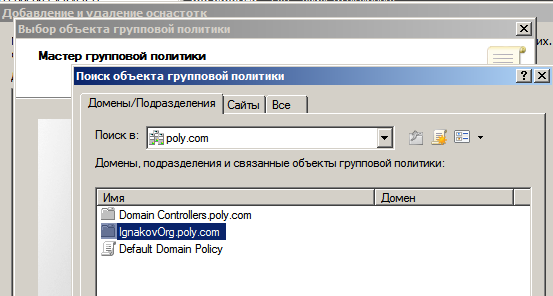 Добавление и удаление оснасток
Выбор объекта групповой политики
Мастер групповой политики
Поиск объекта групповой политики
Домены/Подразделения Сайты Все
Поиск в: poly.com
Домены, подразделения и связанные объекты групповой политики:
Имя Домен
Domain Controllers.poly.com
IgnakovOrg.poly.com
Default Domain Policy